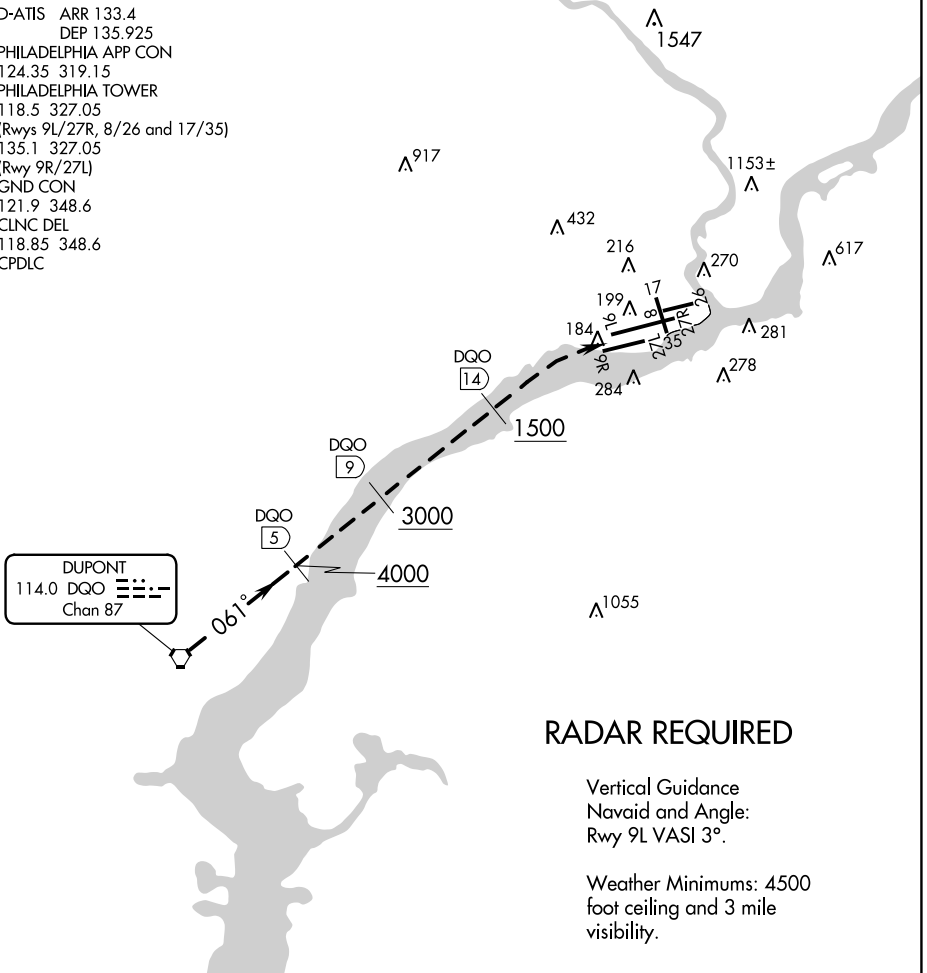 D-ATIS ARR 133.4
DEP 135.925
PHILADELPHIA APP CON
124.35 319.15
PHILADELPHIA TOWER
118.5 327.05
(Rwys 9L/27R, 8/26 and 17/35)
135.1 327.05
(Rwy 9R/27L)
GND CON
121.9 348.6
CLNC DEL
118.85 348.6
CPDLC
1547
917
1153±
432
216
270
617
199
17
26
8
9L
27R
184
35
27L
9R
281
278
284
DQO
14
1500
DQO
9
3000
DQO
5
4000
DUPONT
114.0 DQO
Chan 87
061°
1055
RADAR REQUIRED
Vertical Guidance
Navaid and Angle:
Rwy 9L VASI 3°.
Weather Minimums: 4500
foot ceiling and 3 mile
visibility.